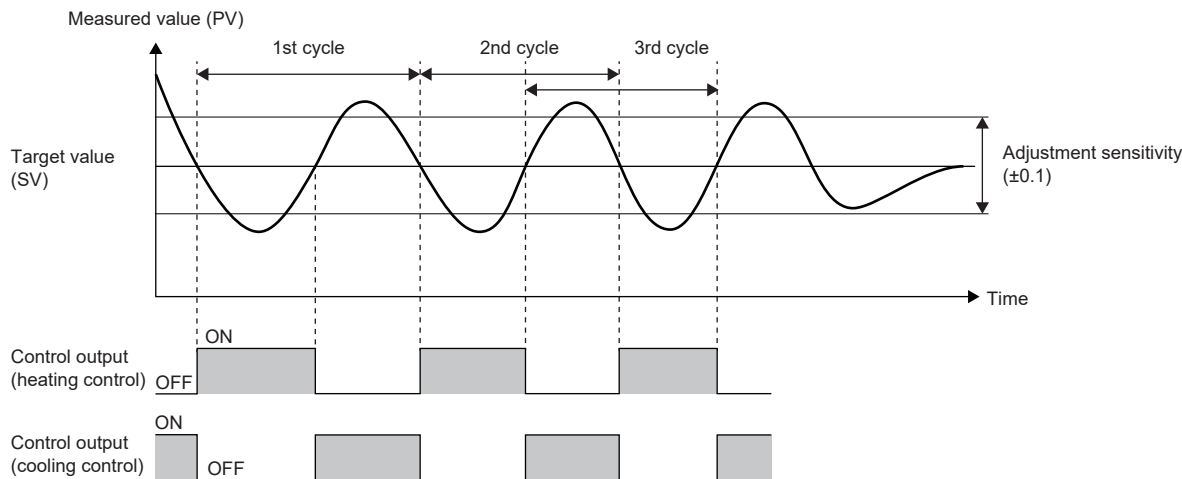 Measured value (PV)
1st cycle
2nd cycle
3rd cycle
Target value
(SV)
Adjustment sensitivity
(±0.1)
Time
ON
Control output
(heating control)
OFF
ON
Control output
(cooling control)
OFF